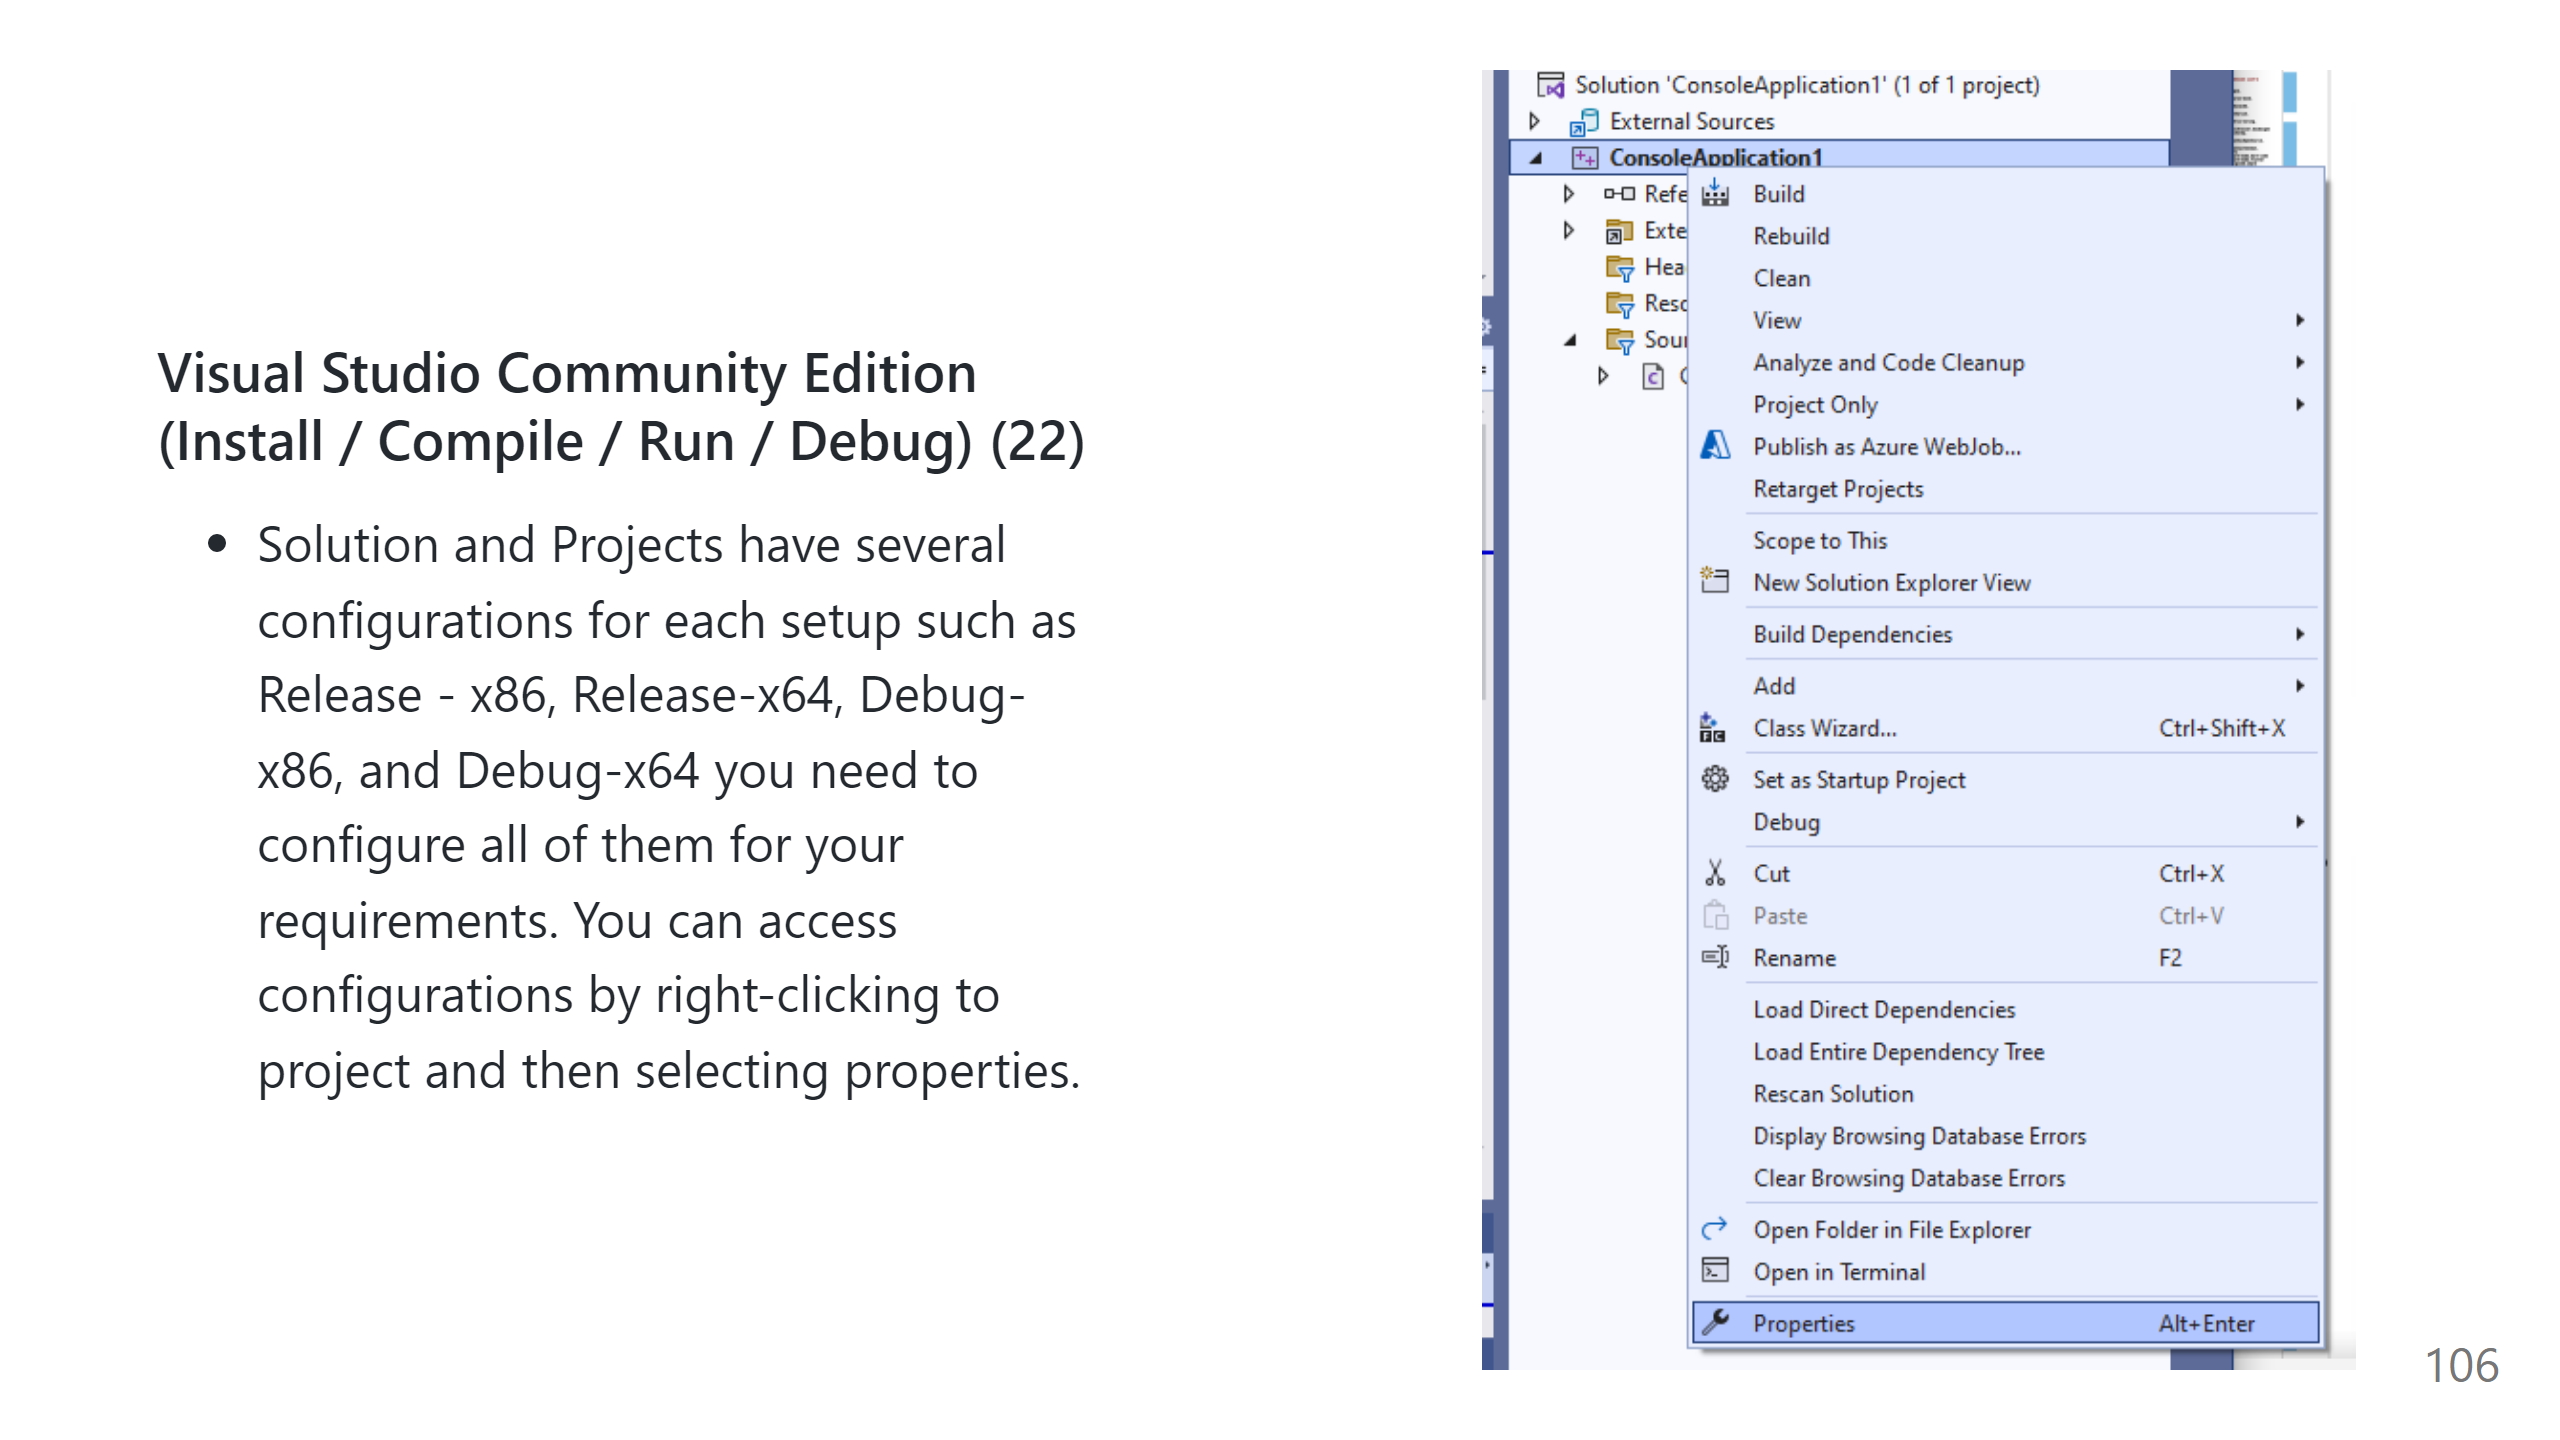 Visual Studio Community Edition
(Install / Compile / Run / Debug) (22)
• Solution and Projects have several
configurations for each setup such as
Release - x86, Release-x64, Debug-
x86, and Debug-x64 you need to
configure all of them for your
requirements. You can access
configurations by right-clicking to
project and then selecting properties.
Solution 'ConsoleApplication1' (1 of 1 project)
External Sources
ConsoleApplication1
Refe
Exte
Hea
Reso
Sour
Build
Rebuild
Clean
View
Analyze and Code Cleanup
Project Only
Publish as Azure WebJob...
Retarget Projects
Scope to This
New Solution Explorer View
Build Dependencies
Add
Class Wizard... Ctrl+Shift+X
Set as Startup Project
Debug
Cut Ctrl+X
Paste Ctrl+V
Rename F2
Load Direct Dependencies
Load Entire Dependency Tree
Rescan Solution
Display Browsing Database Errors
Clear Browsing Database Errors
Open Folder in File Explorer
Open in Terminal
Properties Alt+Enter
106